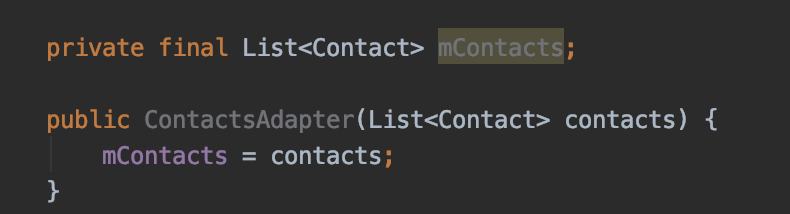 private final List<Contact> mContacts;
public ContactsAdapter(List<Contact> contacts) {
mContacts = contacts;
}